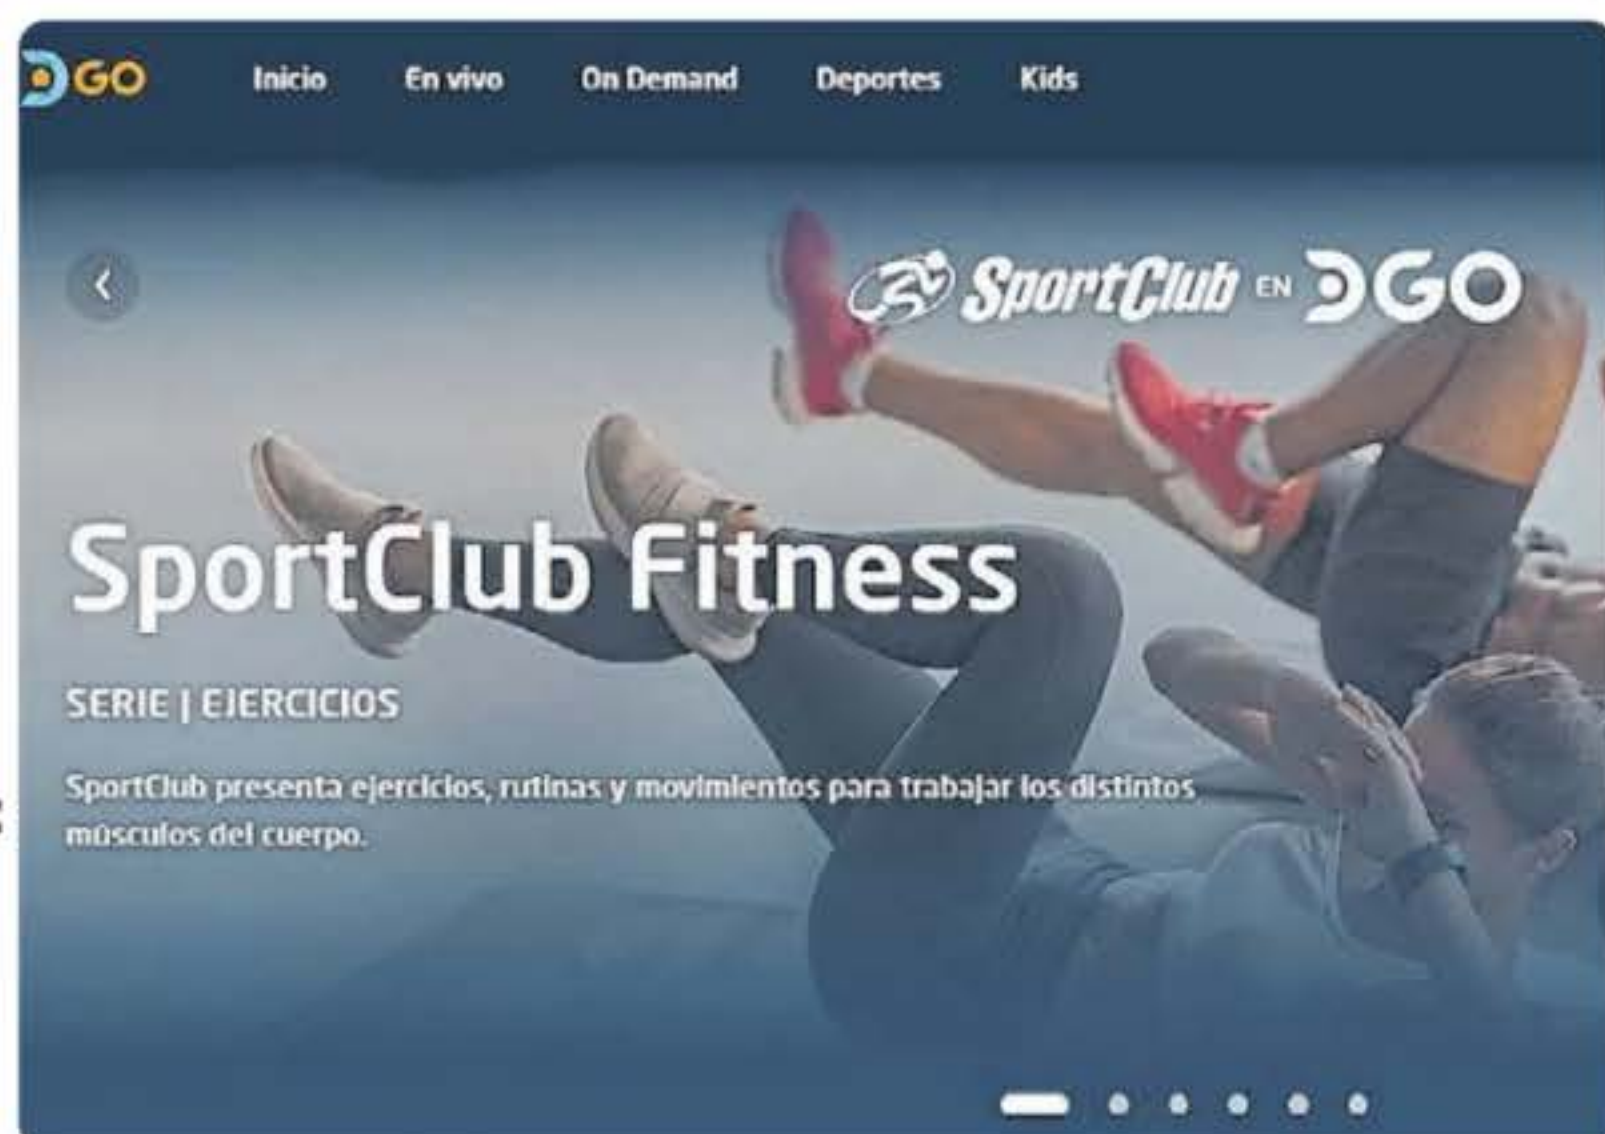 DGO Inicio En vivo On Demand Deportes Kids
SportClub EN DGO
SportClub Fitness
SERIE | EJERCICIOS
SportClub presenta ejercicios, rutinas y movimientos para trabajar los distintos
músculos del cuerpo.